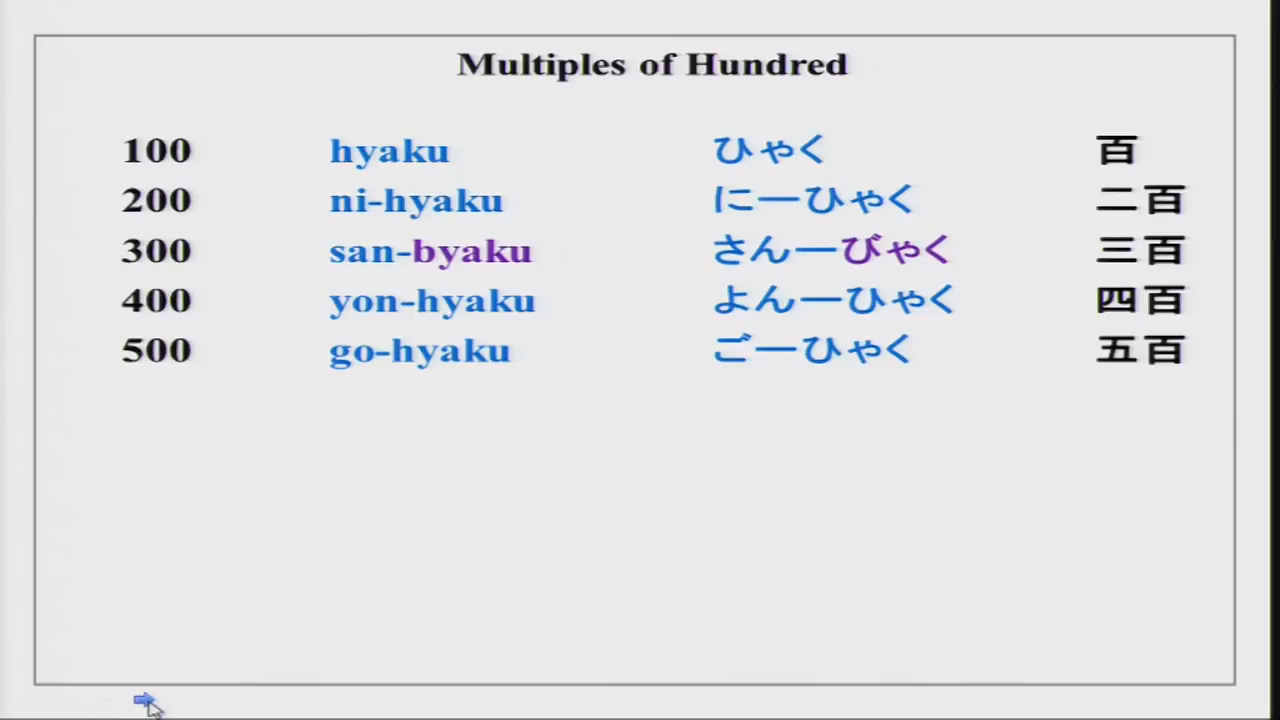 Multiples of Hundred
100 hyaku ひゃく 百
200 ni-hyaku にーひゃく 二百
300 san-byaku さんーびゃく 三百
400 yon-hyaku よんーひゃく 四百
500 go-hyaku ごーひゃく 五百